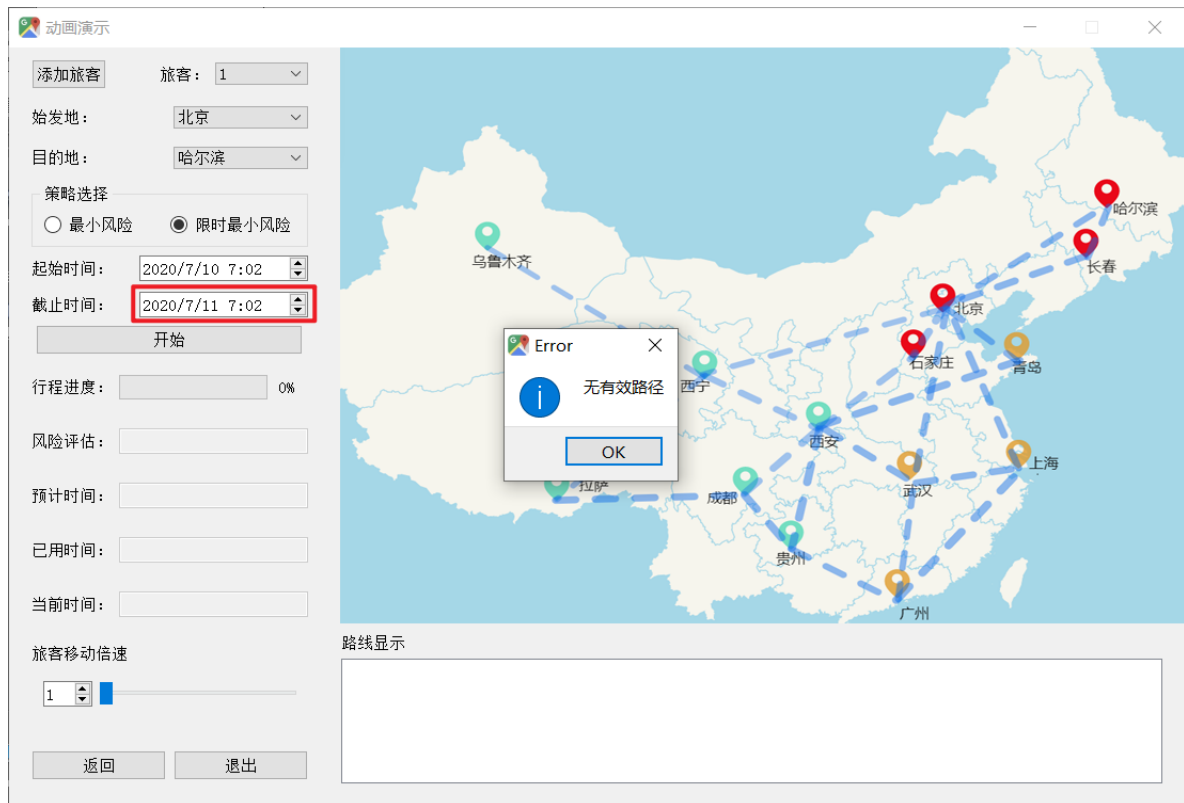 动画演示
添加旅客 旅客： 1
始发地： 北京
目的地： 哈尔滨
策略选择
最小风险 限时最小风险
起始时间： 2020/7/10 7:02
截止时间： 2020/7/11 7:02
开始
行程进度： 0%
风险评估：
预计时间：
已用时间：
当前时间：
旅客移动倍速
1
返回 退出
哈尔滨
长春
乌鲁木齐
北京
石家庄
青岛
西宁
西安
上海
武汉
拉萨
成都
贵州
广州
Error
无有效路径
OK
路线显示